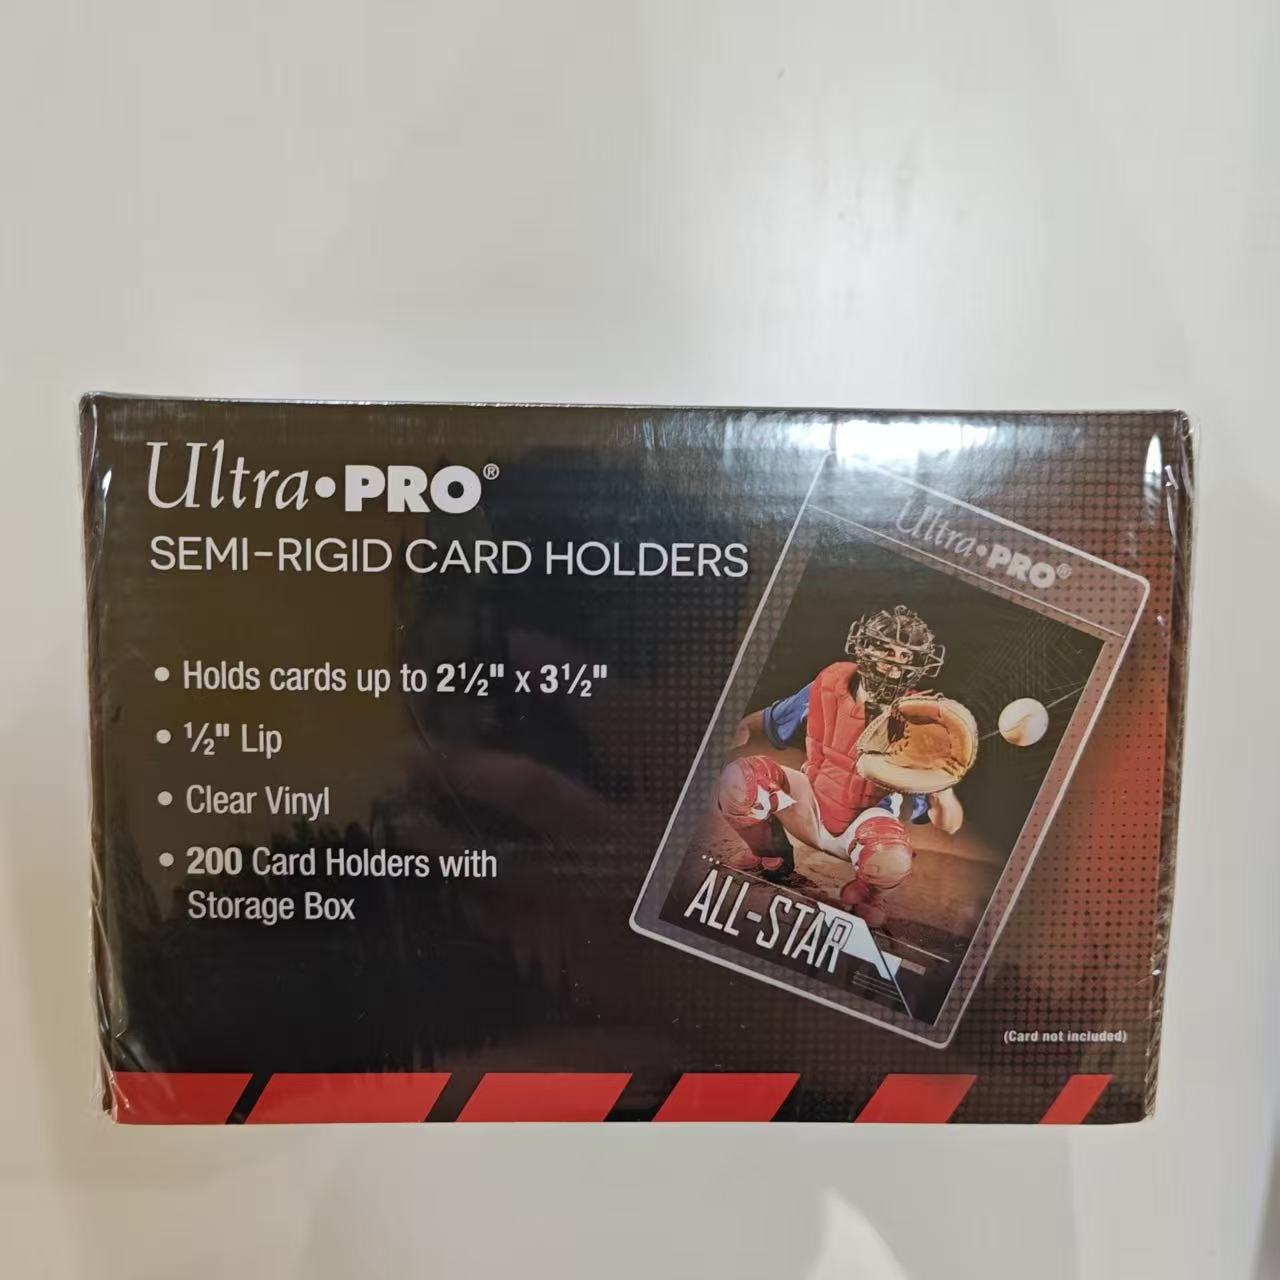 Ultra•PRO®
SEMI-RIGID CARD HOLDERS
• Holds cards up to 2½" x 3½"
• ½" Lip
• Clear Vinyl
• 200 Card Holders with
Storage Box
Ultra•PRO®
ALL-STAR
(Card not included)